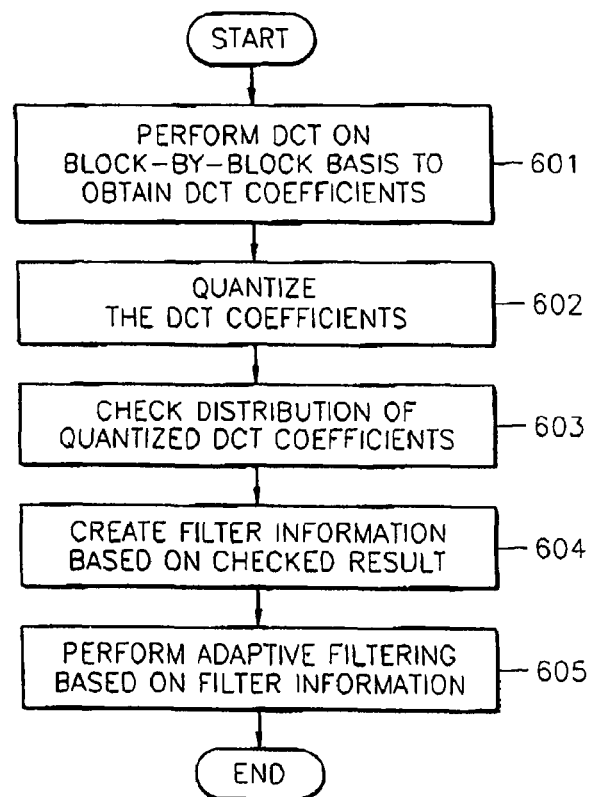 START
PERFORM DCT ON
BLOCK-BY-BLOCK BASIS TO
OBTAIN DCT COEFFICIENTS
601
QUANTIZE
THE DCT COEFFICIENTS
602
CHECK DISTRIBUTION OF
QUANTIZED DCT COEFFICIENTS
603
CREATE FILTER INFORMATION
BASED ON CHECKED RESULT
604
PERFORM ADAPTIVE FILTERING
BASED ON FILTER INFORMATION
605
END